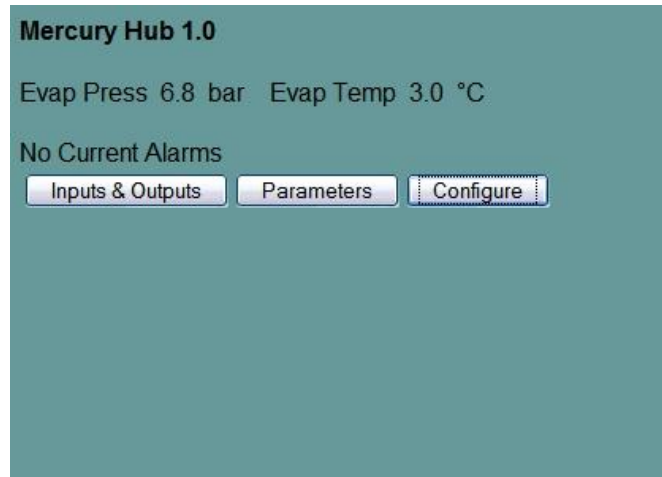 Mercury Hub 1.0
Evap Press 6.8 bar Evap Temp 3.0 °C
No Current Alarms
Inputs & Outputs Parameters Configure